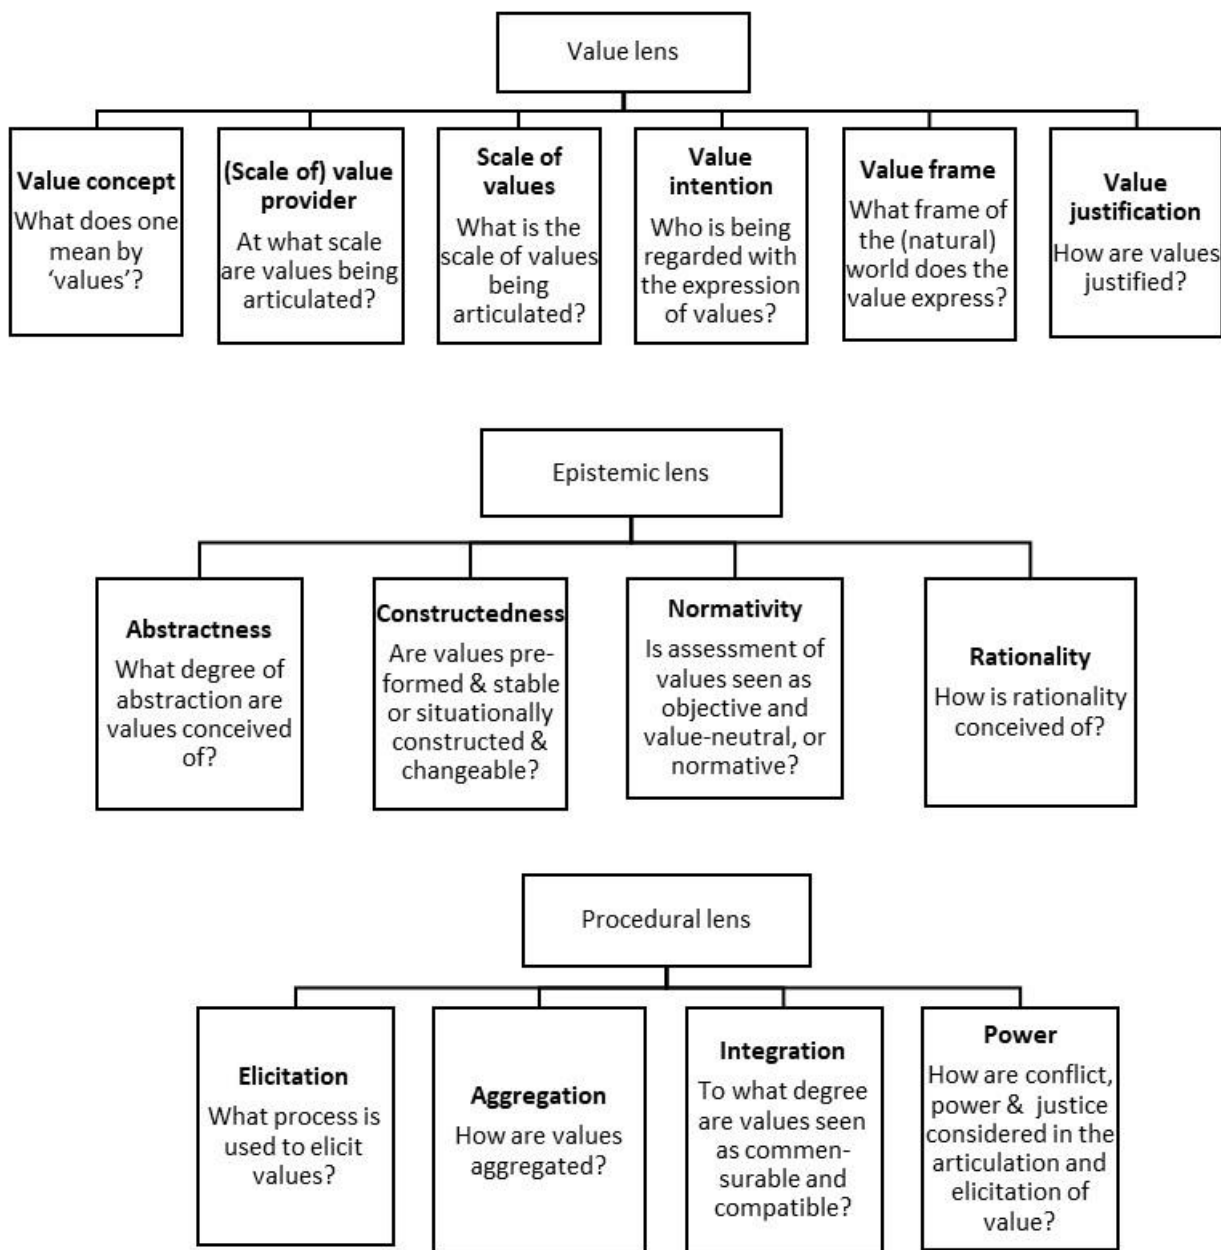 Value lens
Value concept
What does one
mean by
‘values’?
(Scale of) value
provider
At what scale
are values being
articulated?
Scale of
values
What is the
scale of values
being
articulated?
Value
intention
Who is being
regarded with
the expression
of values?
Value frame
What frame of
the (natural)
world does the
value express?
Value
justification
How are values
justified?
Epistemic lens
Abstractness
What degree of
abstraction are
values conceived
of?
Constructedness
Are values pre-
formed & stable
or situationally
constructed &
changeable?
Normativity
Is assessment of
values seen as
objective and
value-neutral, or
normative?
Rationality
How is rationality
conceived of?
Procedural lens
Elicitation
What process is
used to elicit
values?
Aggregation
How are values
aggregated?
Integration
To what degree
are values seen
as commen-
surable and
compatible?
Power
How are conflict,
power & justice
considered in the
articulation and
elicitation of
value?